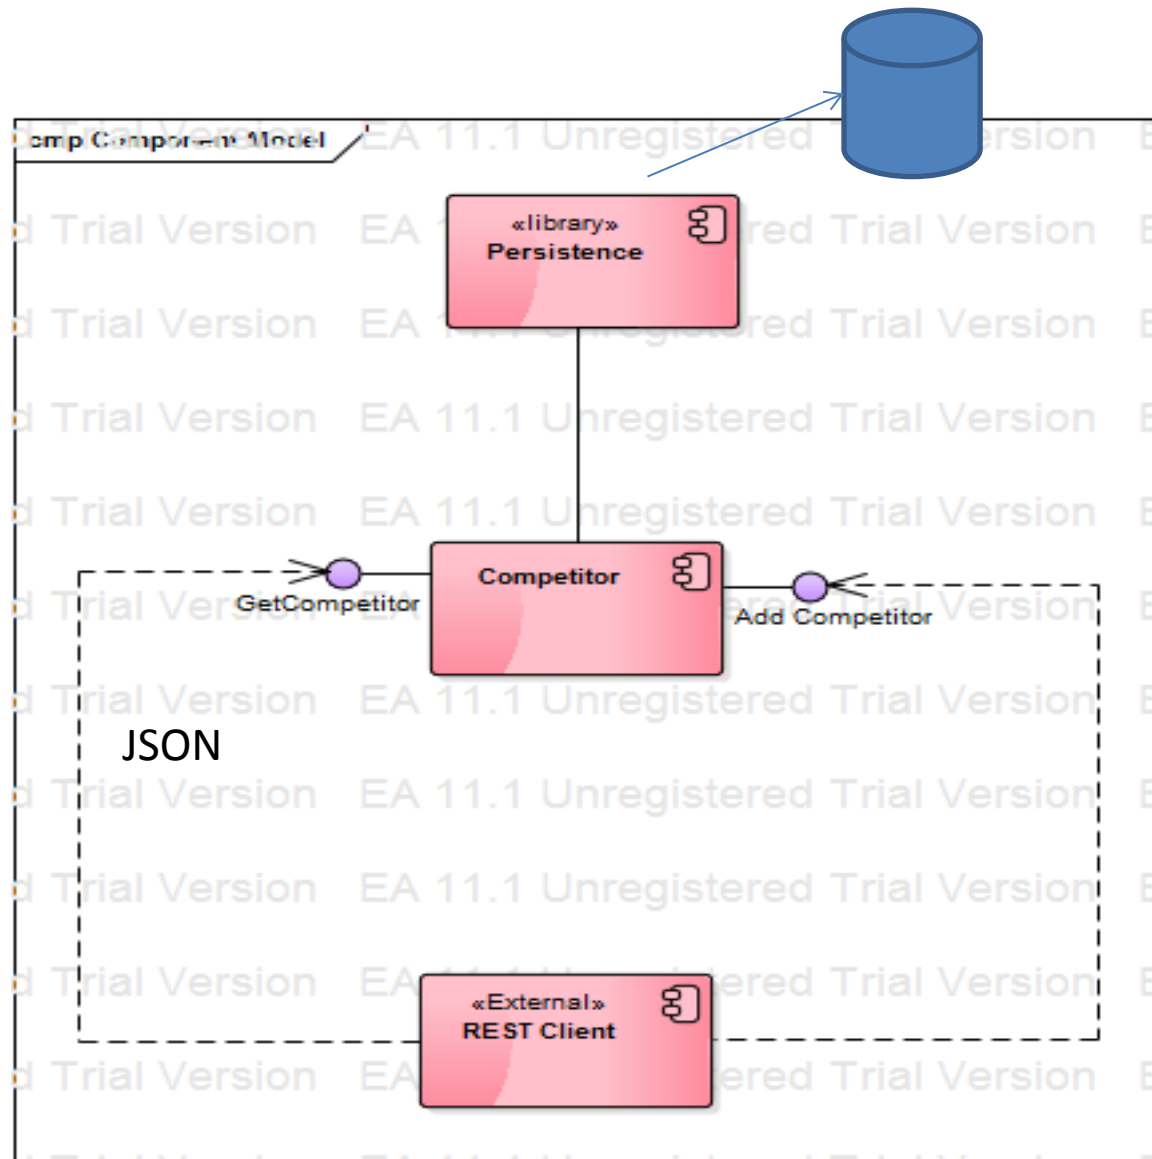 cmp Component Model
«library»
Persistence
Competitor
GetCompetitor
Add Competitor
JSON
«External»
REST Client
EA 11.1 Unregistered Trial Version